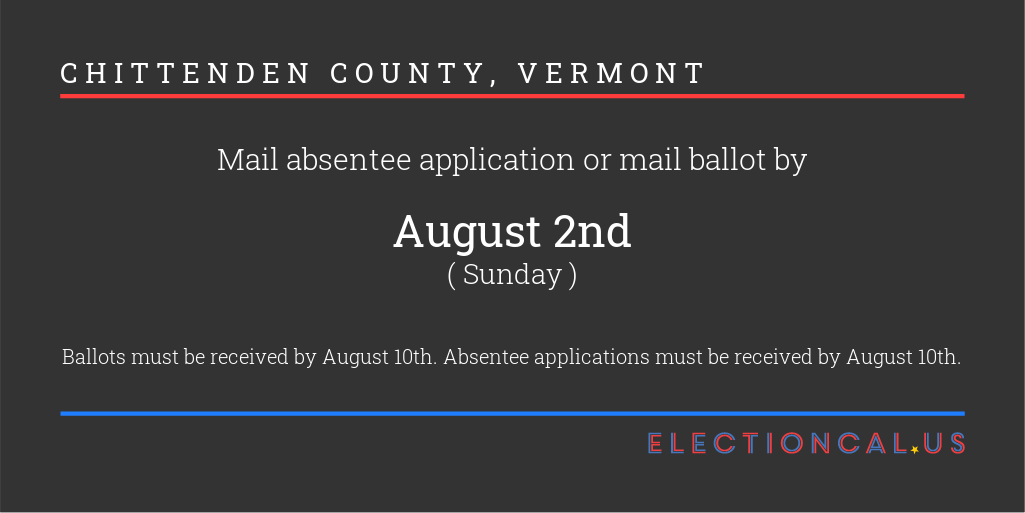 CHITTENDEN COUNTY, VERMONT
Mail absentee application or mail ballot by
August 2nd
( Sunday )
Ballots must be received by August 10th. Absentee applications must be received by August 10th.
ELECTIONCAL.US